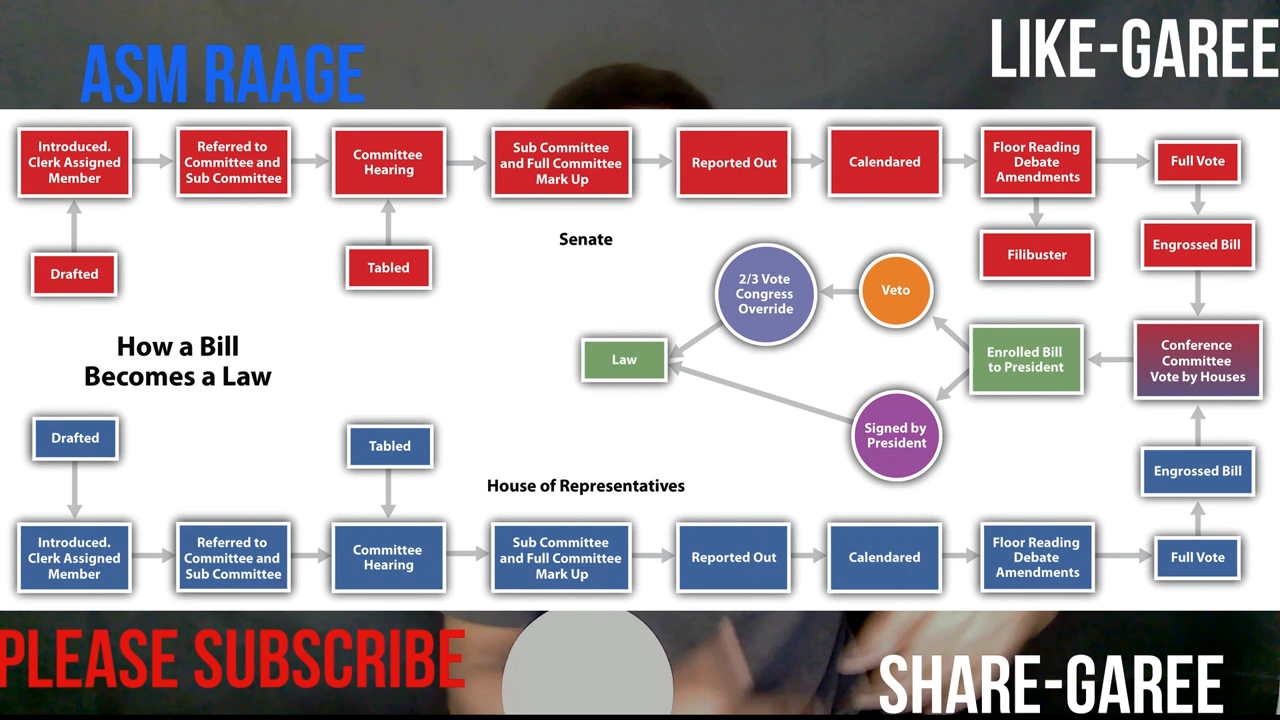 ASM RAAGE
LIKE-GAREE
Introduced.
Clerk Assigned
Member
Referred to
Committee and
Sub Committee
Committee
Hearing
Sub Committee
and Full Committee
Mark Up
Reported Out
Calendared
Floor Reading
Debate
Amendments
Full Vote
Drafted
Tabled
Senate
Filibuster
Engrossed Bill
2/3 Vote
Congress
Override
Veto
How a Bill
Becomes a Law
Law
Enrolled Bill
to President
Conference
Committee
Vote by Houses
Signed by
President
Drafted
Tabled
House of Representatives
Engrossed Bill
Introduced.
Clerk Assigned
Member
Referred to
Committee and
Sub Committee
Committee
Hearing
Sub Committee
and Full Committee
Mark Up
Reported Out
Calendared
Floor Reading
Debate
Amendments
Full Vote
PLEASE SUBSCRIBE
SHARE-GAREE